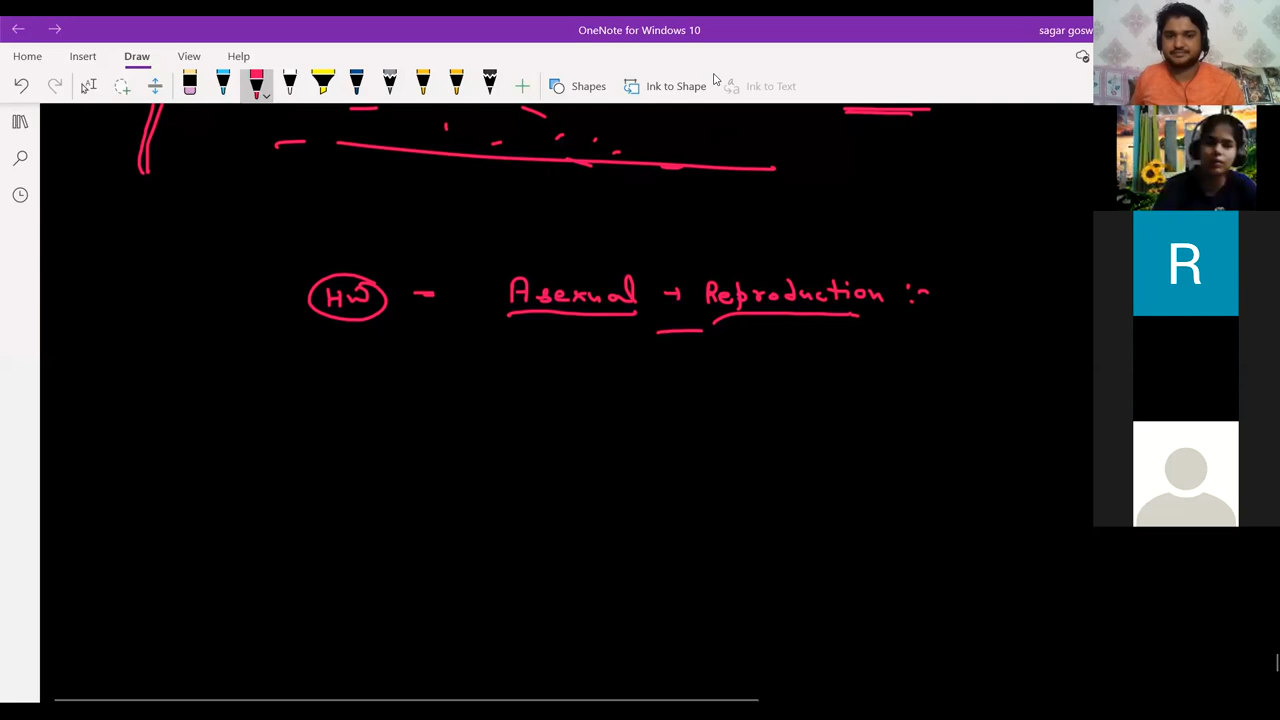 OneNote for Windows 10
sagar gosw
Home Insert Draw View Help
Shapes Ink to Shape Ink to Text
HW - Asexual → Reproduction :-
R